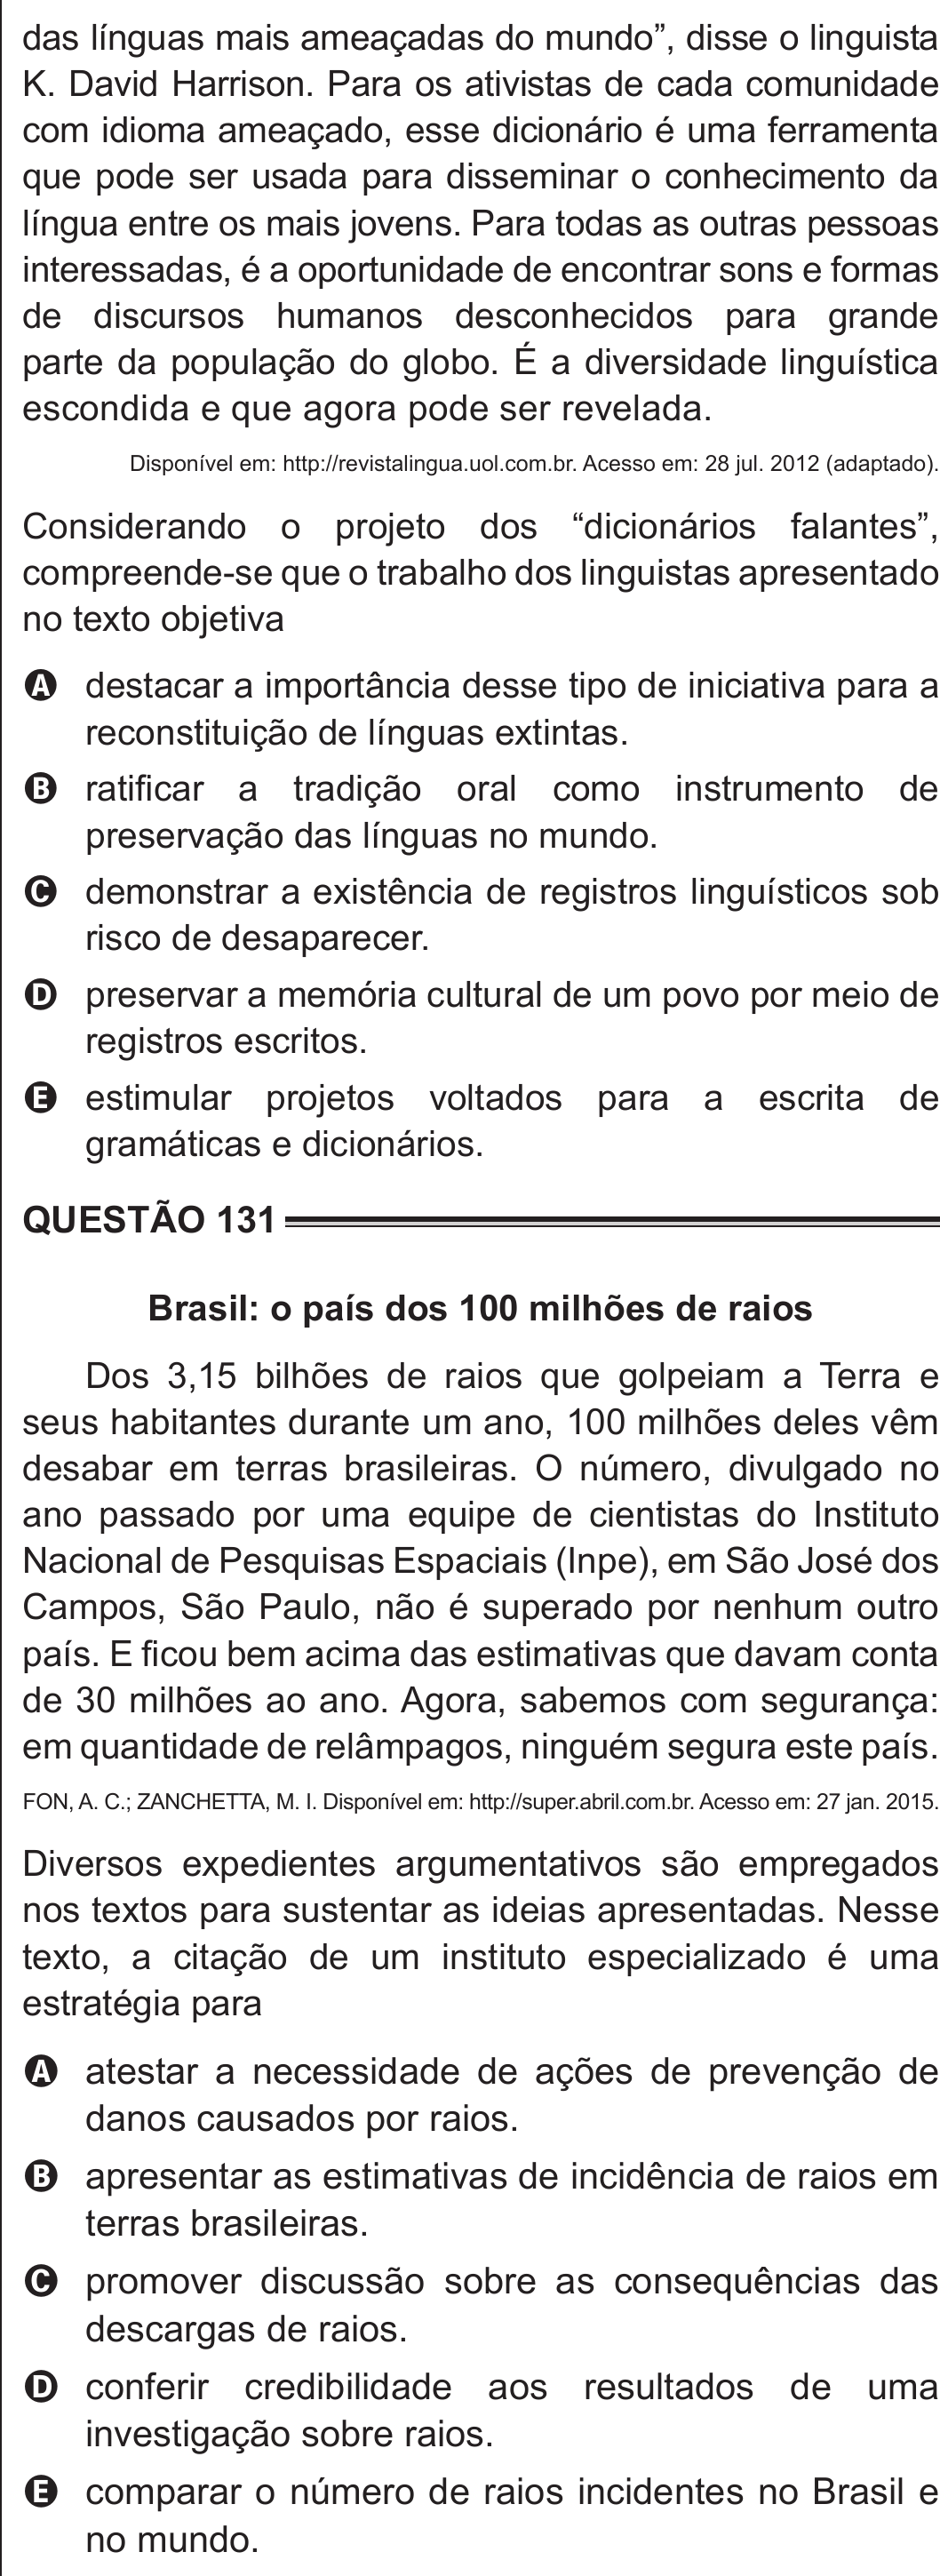 das línguas mais ameaçadas do mundo”, disse o linguista
K. David Harrison. Para os ativistas de cada comunidade
com idioma ameaçado, esse dicionário é uma ferramenta
que pode ser usada para disseminar o conhecimento da
língua entre os mais jovens. Para todas as outras pessoas
interessadas, é a oportunidade de encontrar sons e formas
de discursos humanos desconhecidos para grande
parte da população do globo. É a diversidade linguística
escondida e que agora pode ser revelada.
Disponível em: http://revistalingua.uol.com.br. Acesso em: 28 jul. 2012 (adaptado).
Considerando o projeto dos “dicionários falantes”,
compreende-se que o trabalho dos linguistas apresentado
no texto objetiva
A destacar a importância desse tipo de iniciativa para a
reconstituição de línguas extintas.
B ratificar a tradição oral como instrumento de
preservação das línguas no mundo.
C demonstrar a existência de registros linguísticos sob
risco de desaparecer.
D preservar a memória cultural de um povo por meio de
registros escritos.
E estimular projetos voltados para a escrita de
gramáticas e dicionários.
QUESTÃO 131
Brasil: o país dos 100 milhões de raios
Dos 3,15 bilhões de raios que golpeiam a Terra e
seus habitantes durante um ano, 100 milhões deles vêm
desabar em terras brasileiras. O número, divulgado no
ano passado por uma equipe de cientistas do Instituto
Nacional de Pesquisas Espaciais (Inpe), em São José dos
Campos, São Paulo, não é superado por nenhum outro
país. E ficou bem acima das estimativas que davam conta
de 30 milhões ao ano. Agora, sabemos com segurança:
em quantidade de relâmpagos, ninguém segura este país.
FON, A. C.; ZANCHETTA, M. I. Disponível em: http://super.abril.com.br. Acesso em: 27 jan. 2015.
Diversos expedientes argumentativos são empregados
nos textos para sustentar as ideias apresentadas. Nesse
texto, a citação de um instituto especializado é uma
estratégia para
A atestar a necessidade de ações de prevenção de
danos causados por raios.
B apresentar as estimativas de incidência de raios em
terras brasileiras.
C promover discussão sobre as consequências das
descargas de raios.
D conferir credibilidade aos resultados de uma
investigação sobre raios.
E comparar o número de raios incidentes no Brasil e
no mundo.